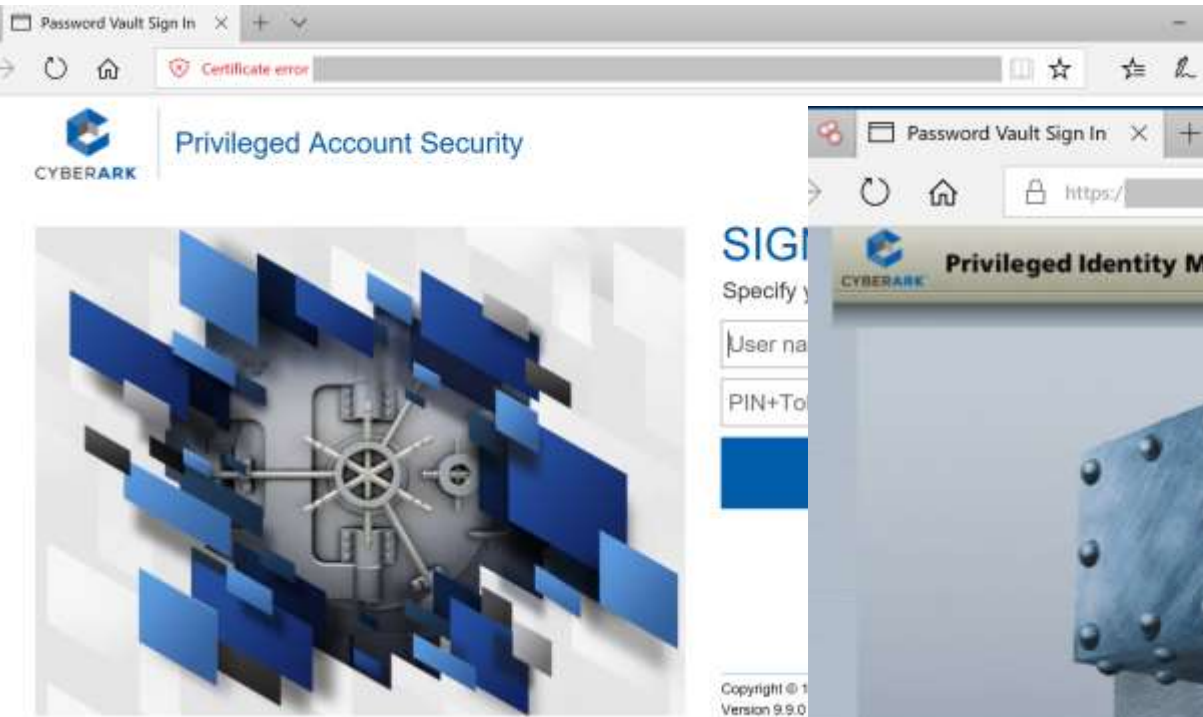 Password Vault Sign In
Certificate error
CYBERARK
Privileged Account Security
SIG
Specify
User na
PIN+To
Copyright © 1
Version 9.9.0
Password Vault Sign In
https:/
CYBERARK
Privileged Identity M